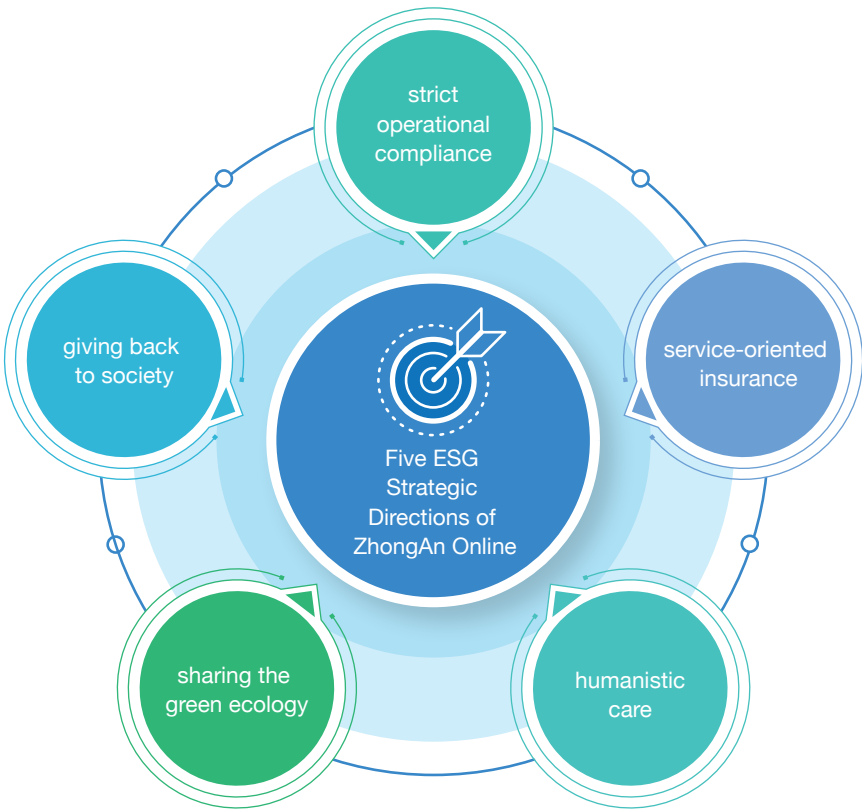 strict
operational
compliance
giving back
to society
service-oriented
insurance
Five ESG
Strategic
Directions of
ZhongAn Online
sharing the
green ecology
humanistic
care